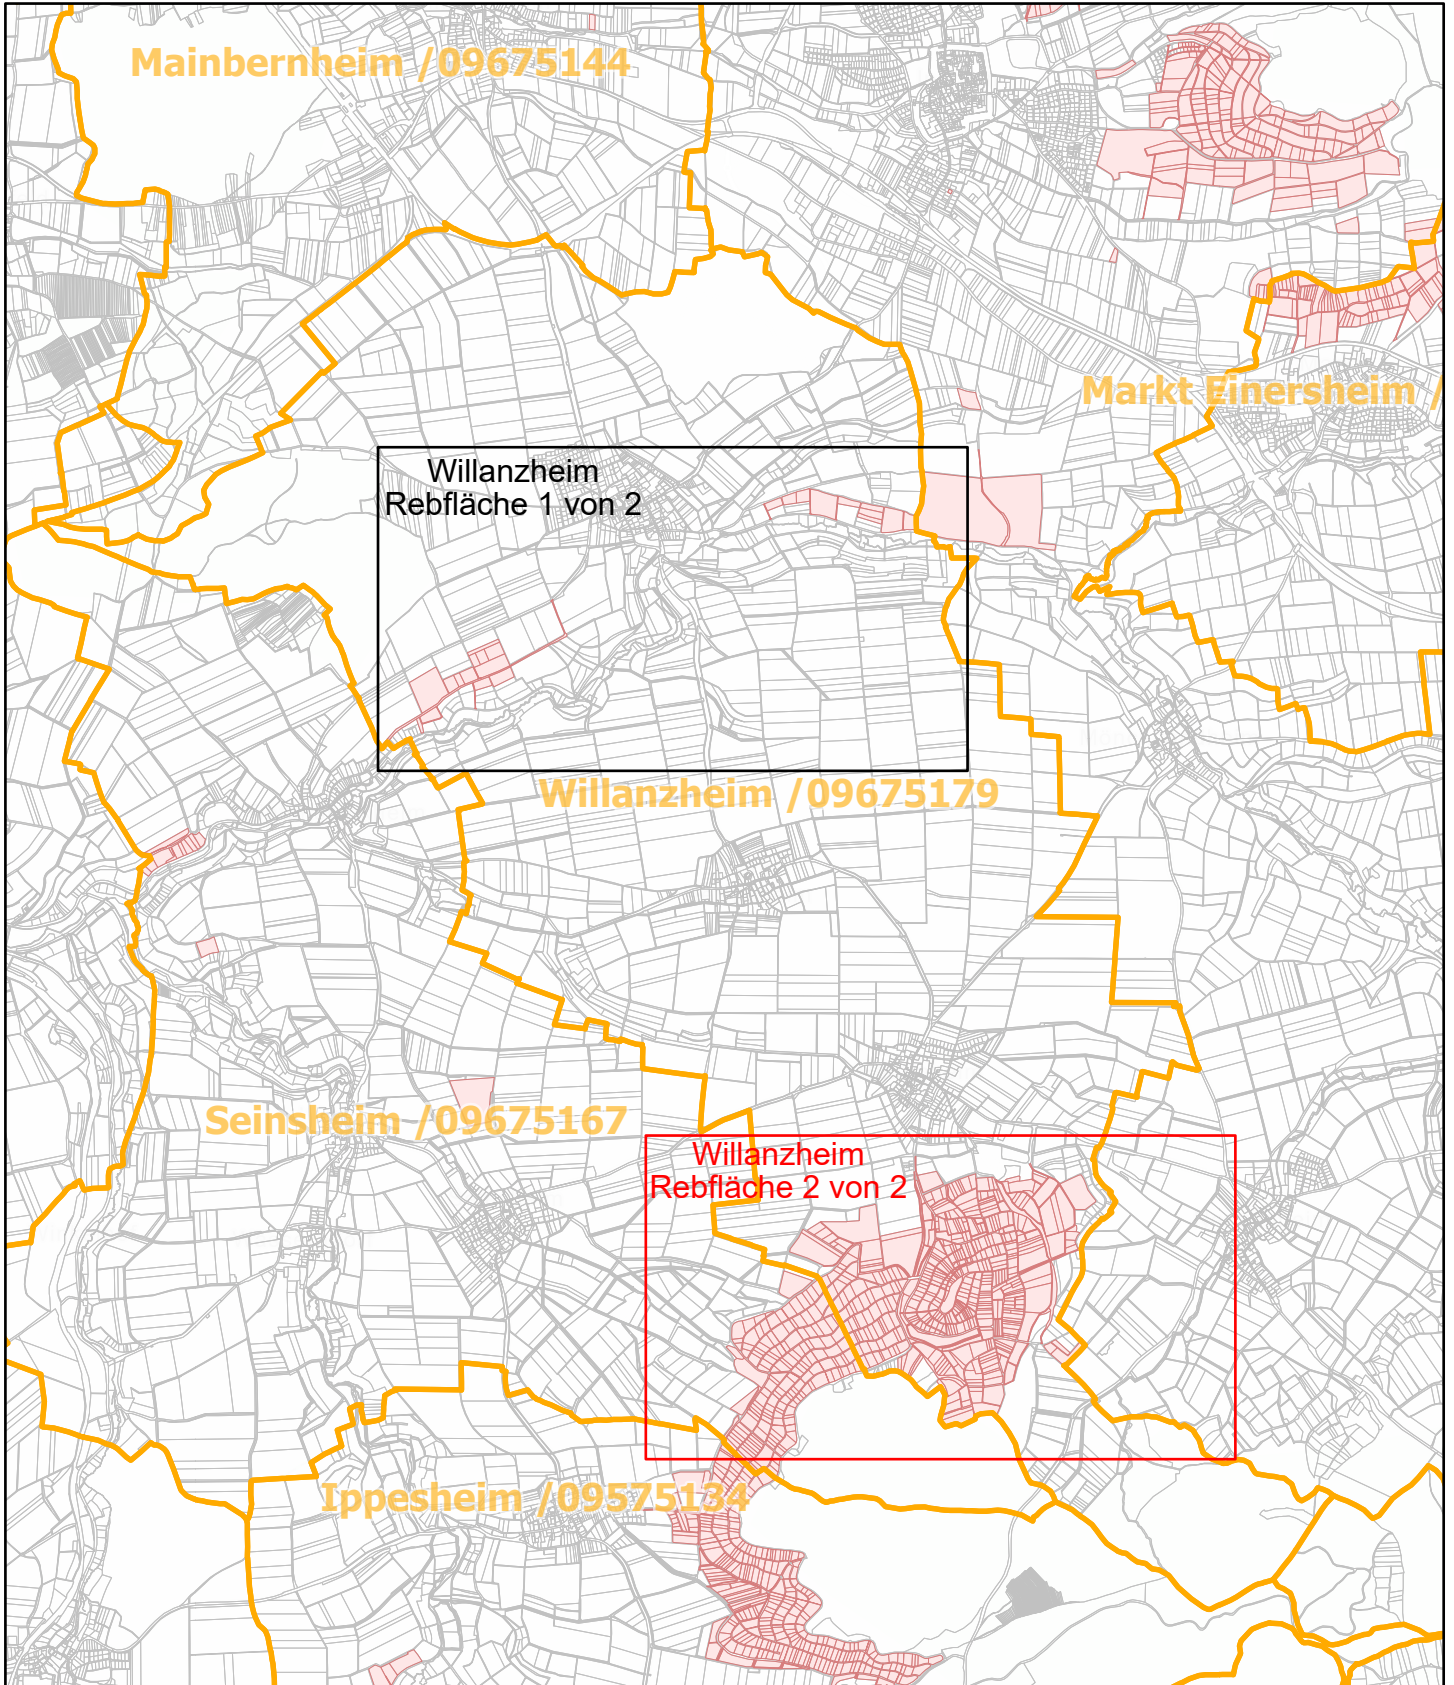 Mainbernheim /09675144
Markt Einersheim /
Willanzheim
Rebfläche 1 von 2
Willanzheim /09675179
Seinsheim /09675167
Willanzheim
Rebfläche 2 von 2
Ippesheim /09575134